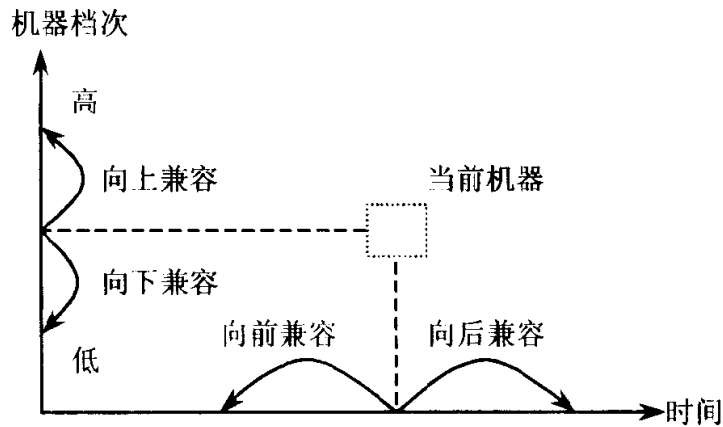 机器档次
高
向上兼容
当前机器
向下兼容
向前兼容
向后兼容
低
时间